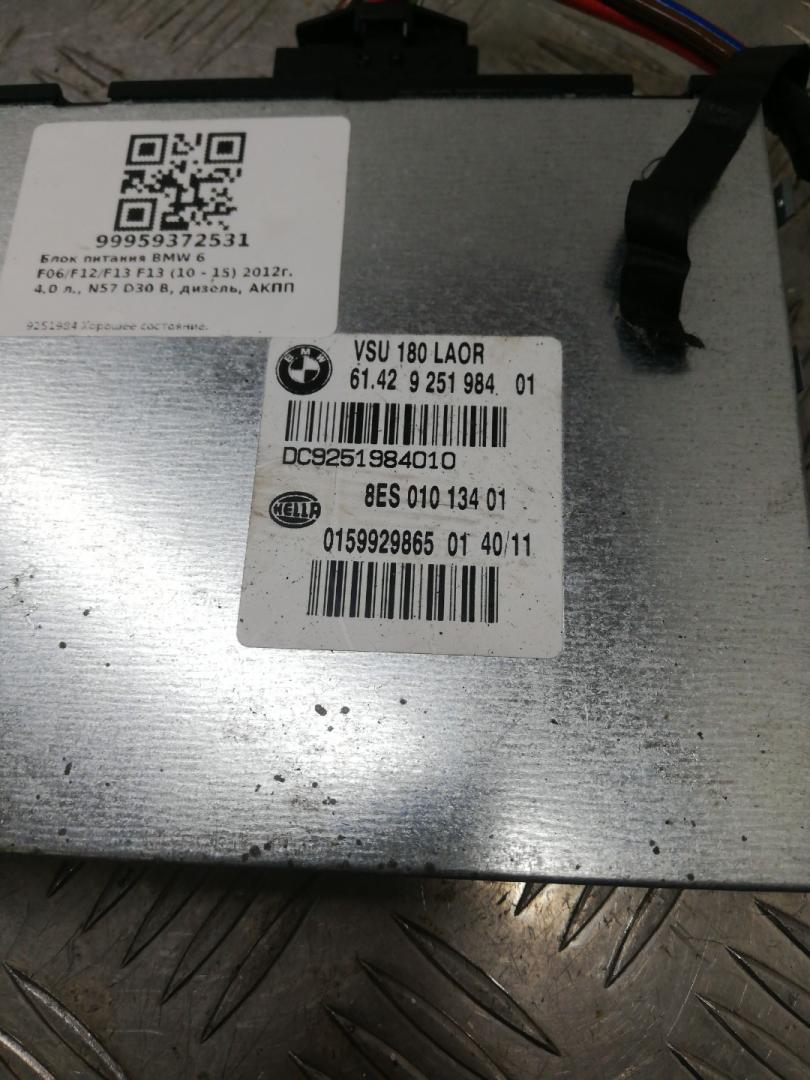 99959372531
Блок питания BMW 6
F06/F12/F13 F13 (10 - 15) 2012г.
4.0 л., N57 D30 B, дизель, АКПП
9251984 Хорошее состояние.
BMW
VSU 180 LAOR
61.42 9 251 984 01
DC9251984010
8ES 010 134 01
HELLA
0159929865 01 40/11